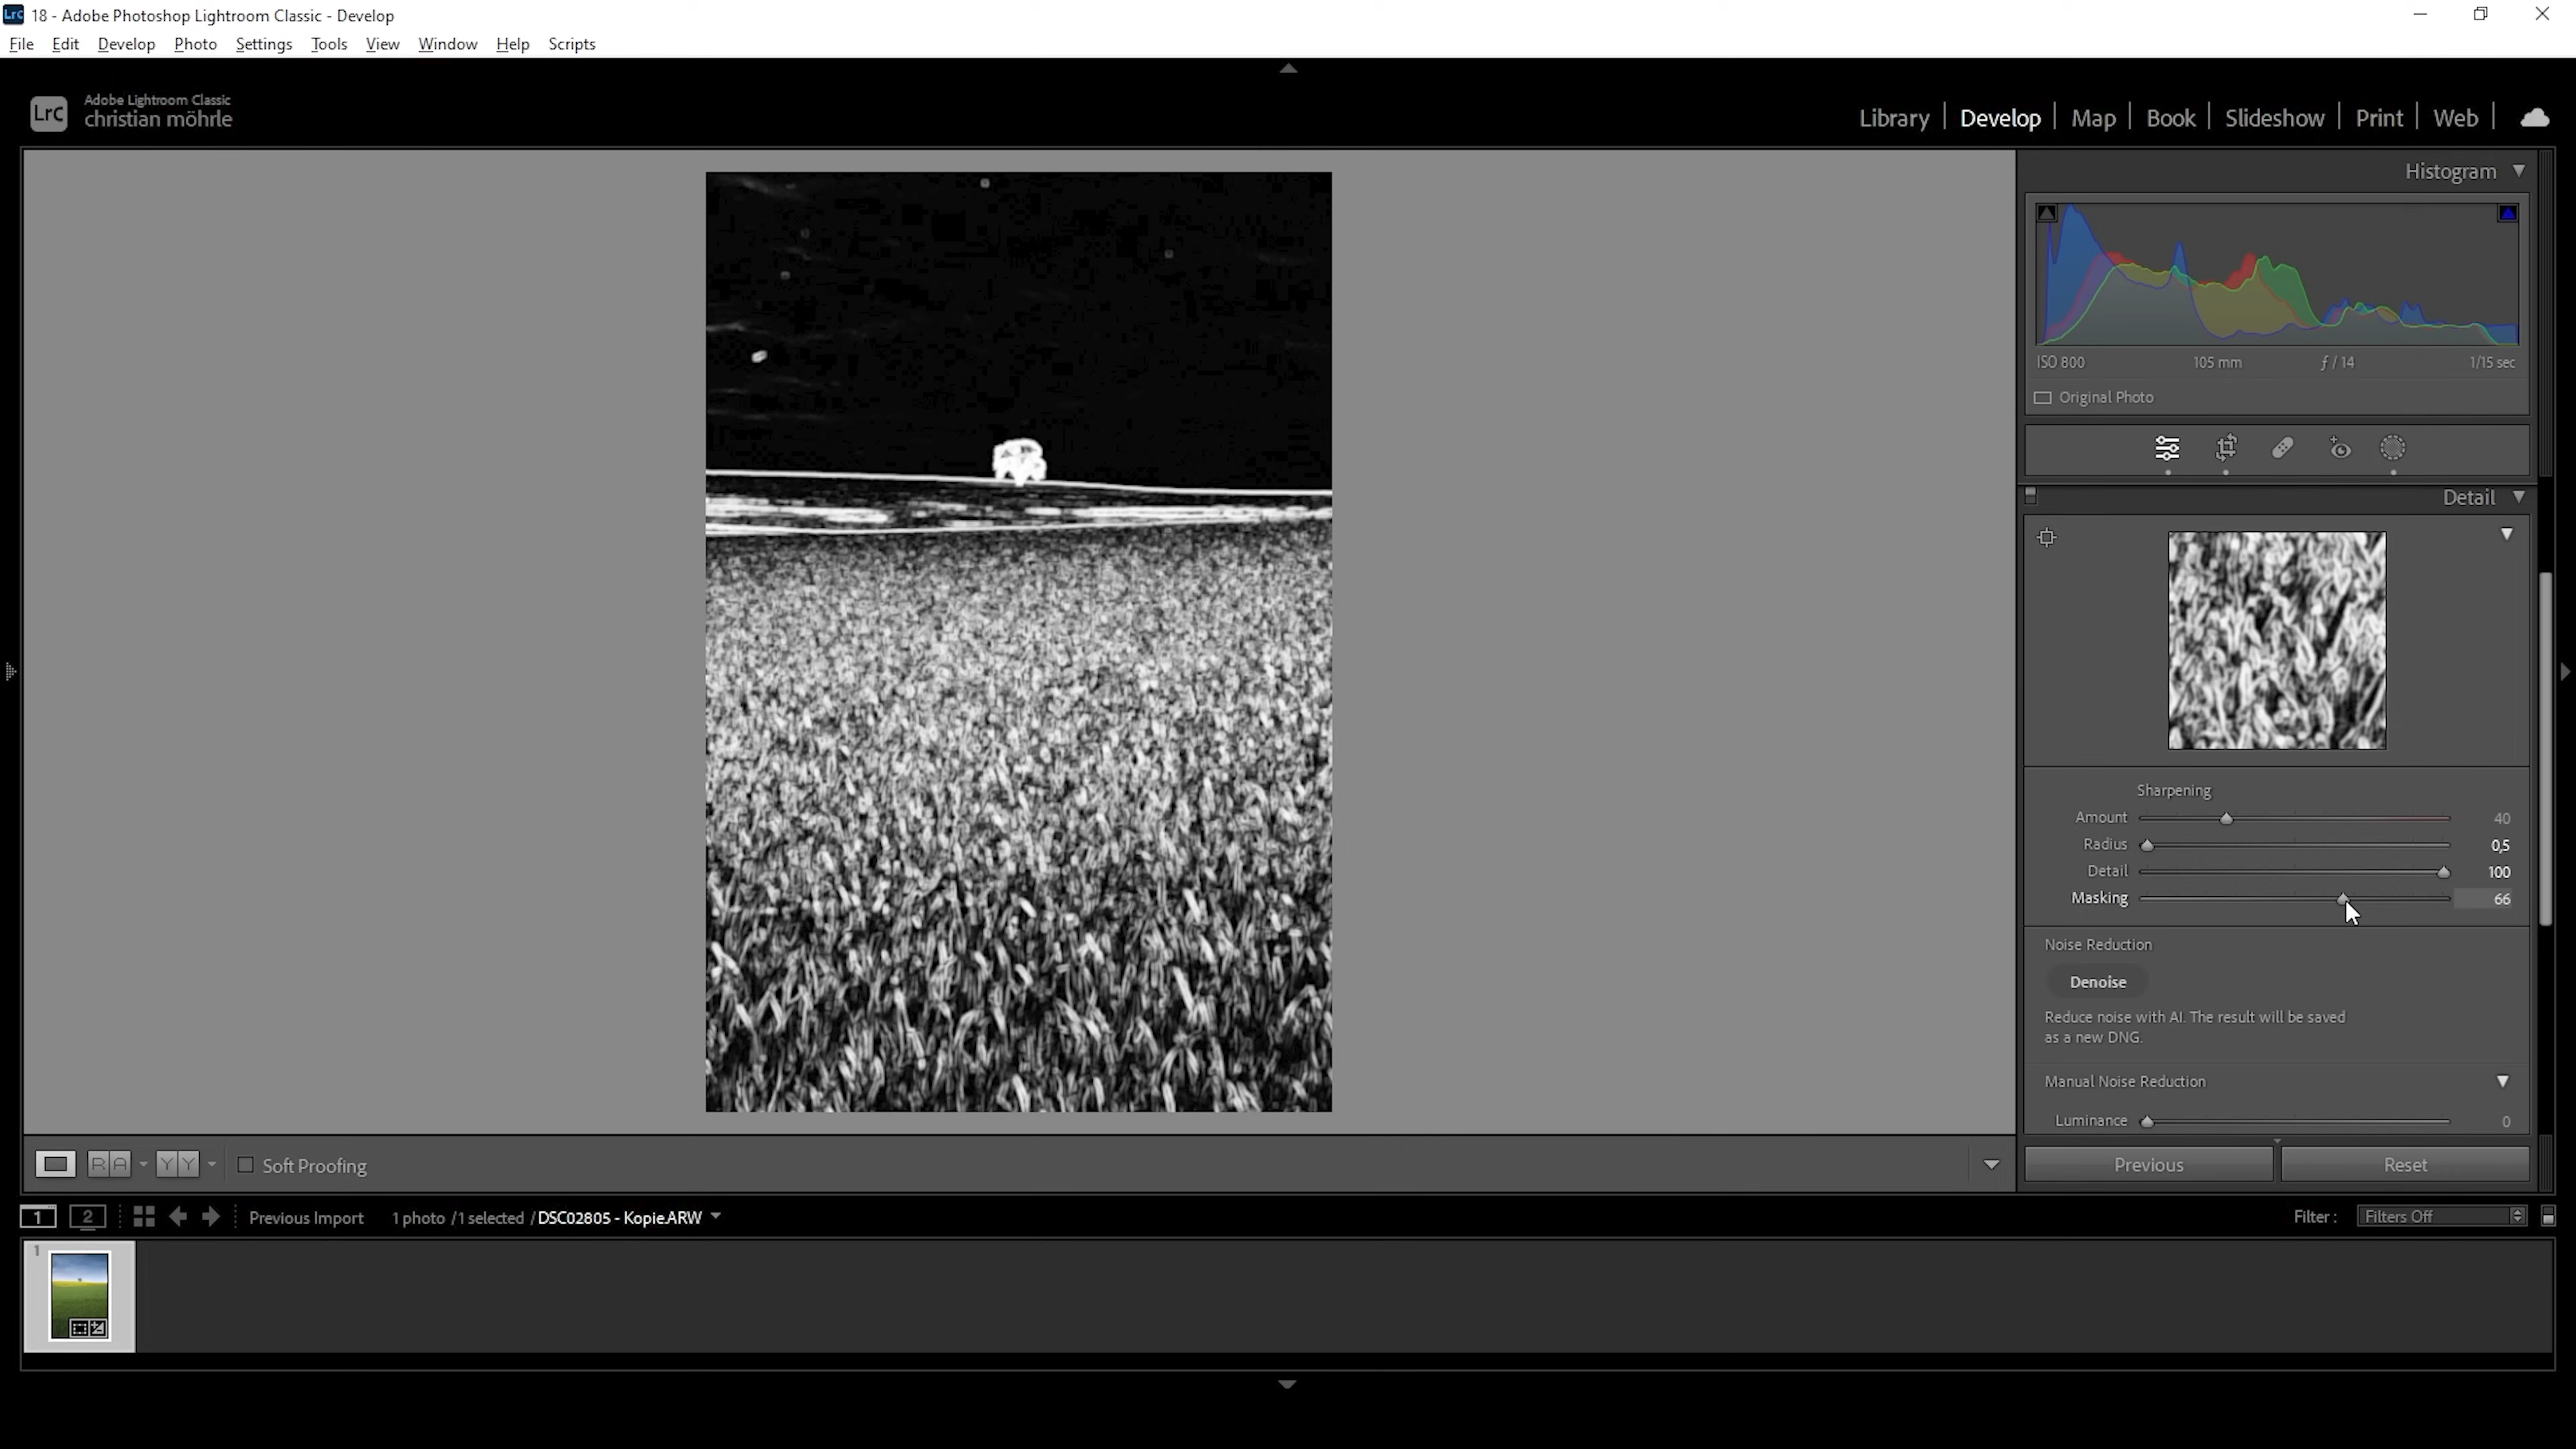 Lrc 18 - Adobe Photoshop Lightroom Classic - Develop
File Edit Develop Photo Settings Tools View Window Help Scripts
Lrc
Adobe Lightroom Classic
christian möhrle
Library Develop Map Book Slideshow Print Web
Histogram
ISO 800 105 mm ƒ / 14 1/15 sec
Original Photo
Detail
Sharpening
Amount 40
Radius 0,5
Detail 100
Masking 66
Noise Reduction
Denoise
Reduce noise with AI. The result will be saved
as a new DNG.
Manual Noise Reduction
Luminance 0
R A Y Y Soft Proofing
Previous Reset
1 2 Previous Import 1 photo / 1 selected / DSC02805 - Kopie.ARW
Filter : Filters Off
1